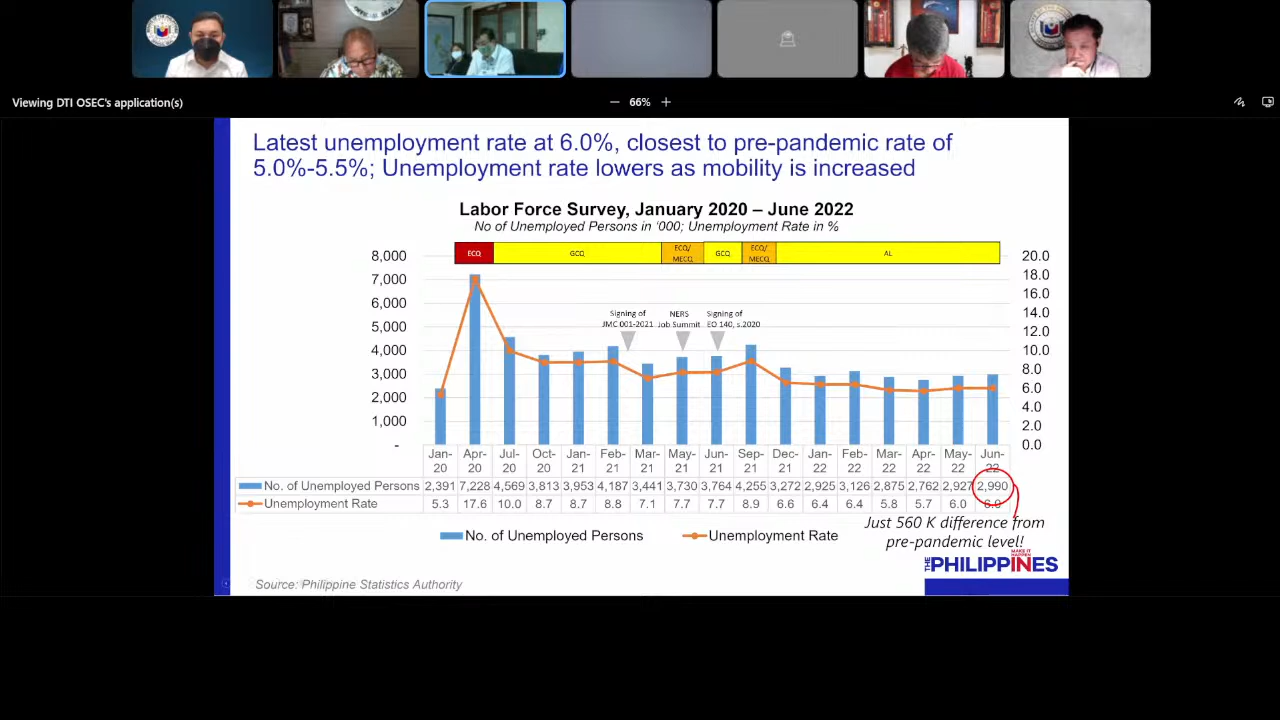 Viewing DTI OSEC's application(s)
66%
Latest unemployment rate at 6.0%, closest to pre-pandemic rate of
5.0%-5.5%; Unemployment rate lowers as mobility is increased
Labor Force Survey, January 2020 – June 2022
No of Unemployed Persons in '000; Unemployment Rate in %
ECQ GCQ ECQ/ MECQ GCQ ECQ/ MECQ AL
8,000 20.0
7,000 18.0
6,000 16.0
5,000 14.0
4,000 12.0
3,000 10.0
2,000 8.0
1,000 6.0
- 4.0
2.0
0.0
Signing of NERS Signing of
JMC 001-2021 Job Summit EO 140, s.2020
Jan- Apr- Jul- Oct- Jan- Feb- Mar- May- Jun- Sep- Dec- Jan- Feb- Mar- Apr- May- Jun-
20 20 20 20 21 21 21 21 21 21 21 22 22 22 22 22 22
No. of Unemployed Persons 2,391 7,228 4,569 3,813 3,953 4,187 3,441 3,730 3,764 4,255 3,272 2,925 3,126 2,875 2,762 2,927 2,990
Unemployment Rate 5.3 17.6 10.0 8.7 8.7 8.8 7.1 7.7 7.7 8.9 6.6 6.4 6.4 5.8 5.7 6.0 6.0
Just 560 K difference from
pre-pandemic level!
No. of Unemployed Persons Unemployment Rate
MAKE IT
HAPPEN
THE PHILIPPINES
Source: Philippine Statistics Authority